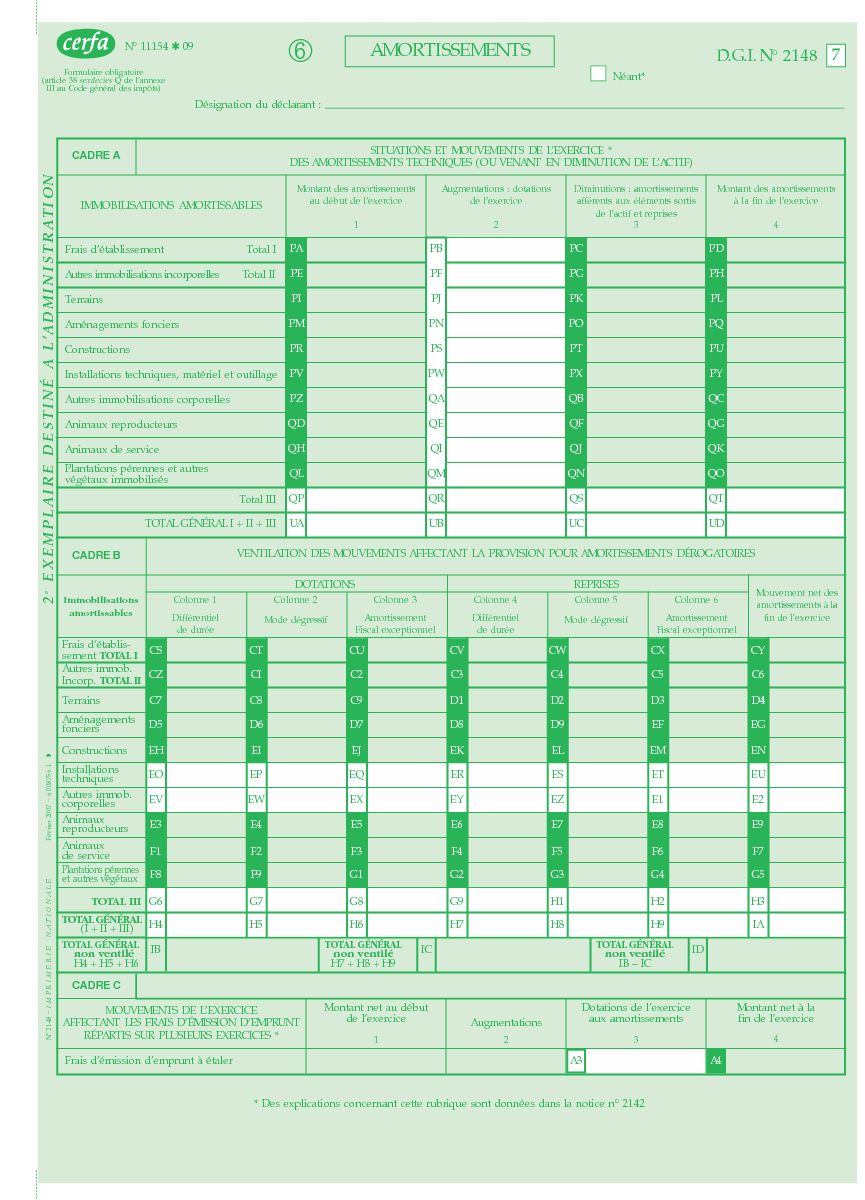 cerfa
N° 11154 ✱ 09
Formulaire obligatoire
(article 38 sexdecies Q de l'annexe
III au Code général des impôts)
⑥
AMORTISSEMENTS
D.G.I. N° 2148 7
Néant*
Désignation du déclarant :
2e EXEMPLAIRE DESTINÉ A L'ADMINISTRATION
CADRE A
SITUATIONS ET MOUVEMENTS DE L'EXERCICE *
DES AMORTISSEMENTS TECHNIQUES (OU VENANT EN DIMINUTION DE L'ACTIF)
IMMOBILISATIONS AMORTISSABLES
Montant des amortissements
au début de l'exercice
1
Augmentations : dotations
de l'exercice
2
Diminutions : amortissements
afférents aux éléments sortis
de l'actif et reprises
3
Montant des amortissements
à la fin de l'exercice
4
Frais d'établissement Total I PA PB PC PD
Autres immobilisations incorporelles Total II PE PF PG PH
Terrains PI PJ PK PL
Aménagements fonciers PM PN PO PQ
Constructions PR PS PT PU
Installations techniques, matériel et outillage PV PW PX PY
Autres immobilisations corporelles PZ QA QB QC
Animaux reproducteurs QD QE QF QG
Animaux de service QH QI QJ QK
Plantations pérennes et autres
végétaux immobilisés QL QM QN QO
Total III QP QR QS QT
TOTAL GÉNÉRAL I + II + III UA UB UC UD
CADRE B
VENTILATION DES MOUVEMENTS AFFECTANT LA PROVISION POUR AMORTISSEMENTS DÉROGATOIRES
Immobilisations
amortissables
DOTATIONS
REPRISES
Colonne 1
Différentiel
de durée
Colonne 2
Mode dégressif
Colonne 3
Amortissement
Fiscal exceptionnel
Colonne 4
Différentiel
de durée
Colonne 5
Mode dégressif
Colonne 6
Amortissement
Fiscal exceptionnel
Mouvement net des
amortissements à la
fin de l'exercice
Frais d'établis-
sement TOTAL I CS CT CU CV CW CX CY
Autres immob.
Incorp. TOTAL II CZ C1 C2 C3 C4 C5 C6
Terrains C7 C8 C9 D1 D2 D3 D4
Aménagements
fonciers D5 D6 D7 D8 D9 EF EG
Constructions EH EI EJ EK EL EM EN
Installations
techniques EO EP EQ ER ES ET EU
Autres immob.
corporelles EV EW EX EY EZ E1 E2
Animaux
reproducteurs E3 E4 E5 E6 E7 E8 E9
Animaux
de service F1 F2 F3 F4 F5 F6 F7
Plantations pérennes
et autres végétaux F8 F9 G1 G2 G3 G4 G5
TOTAL III G6 G7 G8 G9 H1 H2 H3
TOTAL GÉNÉRAL
(I + II + III) H4 H5 H6 H7 H8 H9 IA
TOTAL GÉNÉRAL
non ventilé
H4 + H5 + H6
IB
TOTAL GÉNÉRAL
non ventilé
H7 + H8 + H9
IC
TOTAL GÉNÉRAL
non ventilé
IB – IC
ID
CADRE C
MOUVEMENTS DE L'EXERCICE
AFFECTANT LES FRAIS D'ÉMISSION D'EMPRUNT
RÉPARTIS SUR PLUSIEURS EXERCICES *
Montant net au début
de l'exercice
1
Augmentations
2
Dotations de l'exercice
aux amortissements
3
Montant net à la
fin de l'exercice
4
Frais d'émission d'emprunt à étaler A3 A4
N° 2148 – IMPRIMERIE NATIONALE
Février 2007 –
* Des explications concernant cette rubrique sont données dans la notice n° 2142